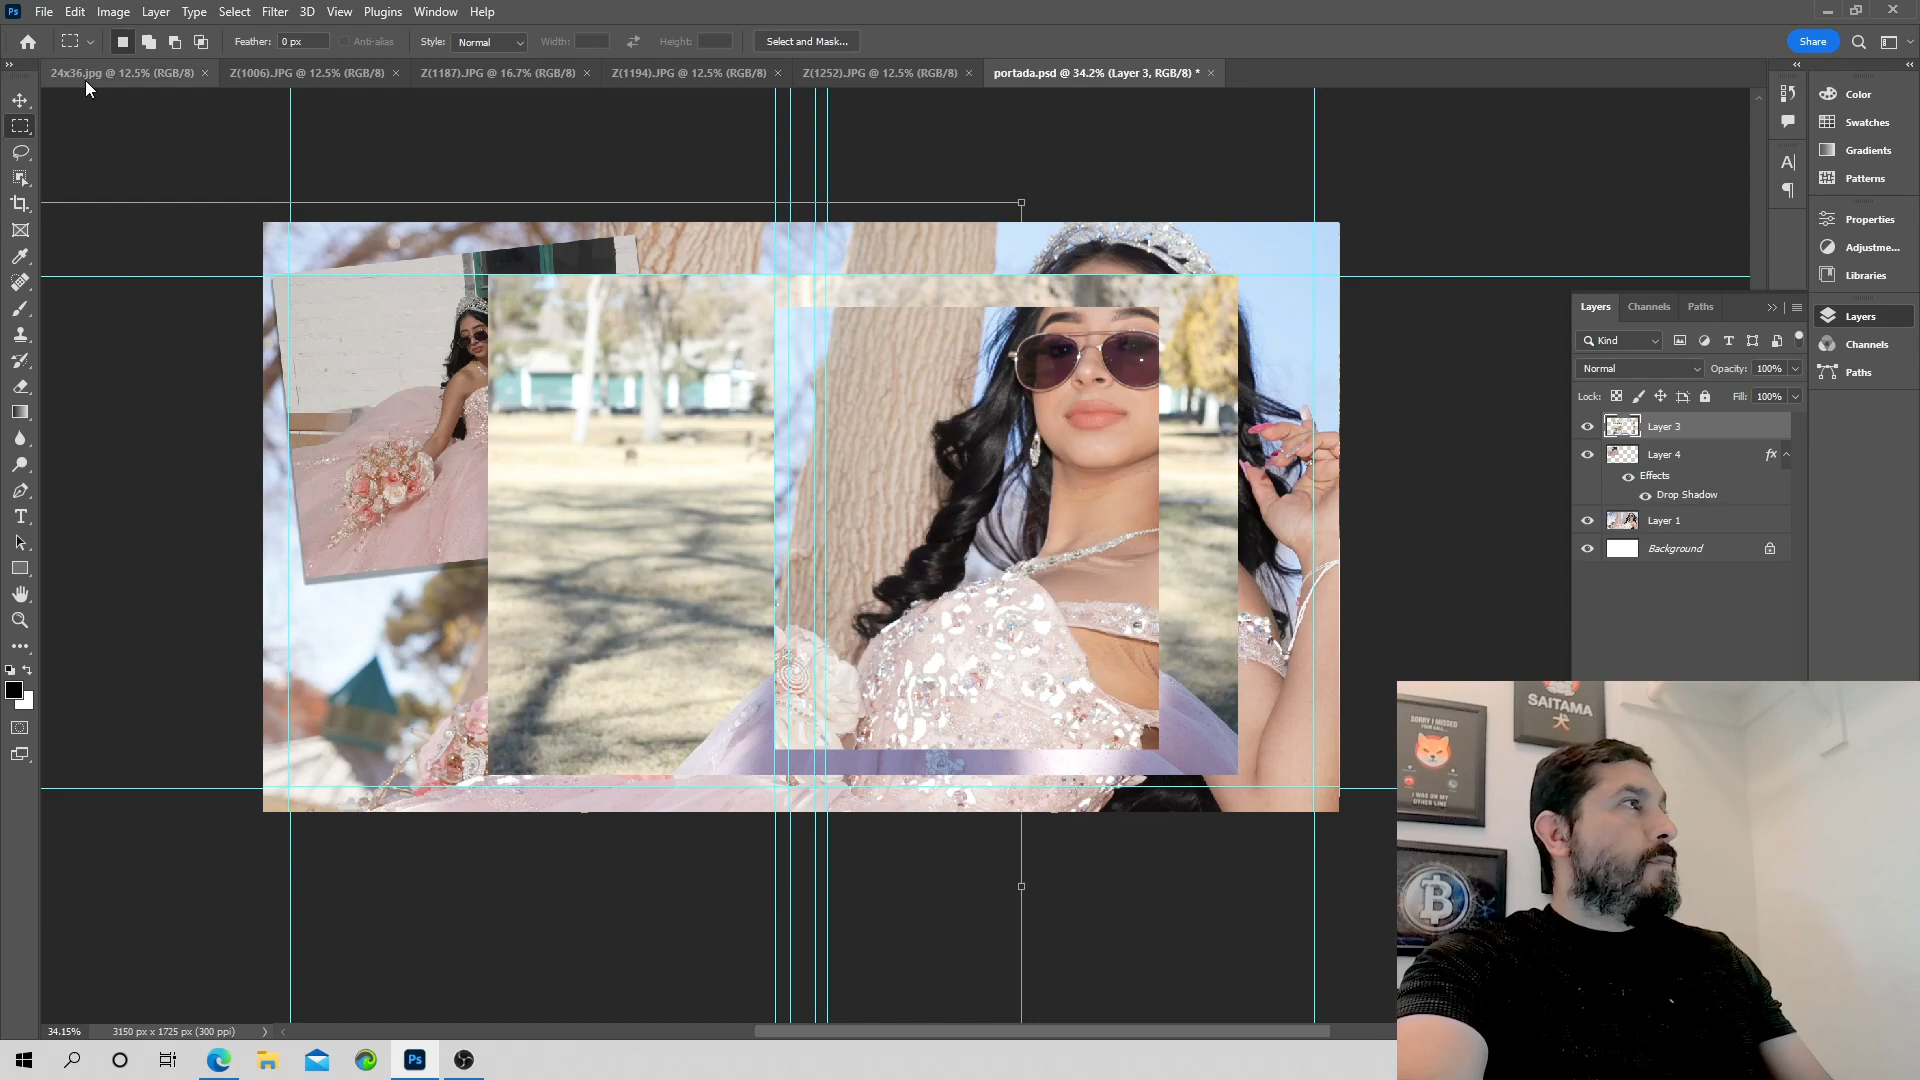 Ps File Edit Image Layer Type Select Filter 3D View Plugins Window Help
Feather: 0 px Anti-alias Style: Normal Width: Height: Select and Mask... Share
24x36.jpg @ 12.5% (RGB/8) × Z(1006).JPG @ 12.5% (RGB/8) × Z(1187).JPG @ 16.7% (RGB/8) × Z(1194).JPG @ 12.5% (RGB/8) × Z(1252).JPG @ 12.5% (RGB/8) × portada.psd @ 34.2% (Layer 3, RGB/8) * ×
Color
Swatches
Gradients
Patterns
Properties
Adjustme...
Libraries
Layers
Channels
Paths
Layers Channels Paths
Kind
Normal Opacity: 100%
Lock: Fill: 100%
Layer 3
Layer 4 fx
Effects
Drop Shadow
Layer 1
Background
SORRY I MISSED
YOUR CALL..
I WAS ON MY
OTHER LINE
SAITAMA
34.15% 3150 px x 1725 px (300 ppi)
Ps